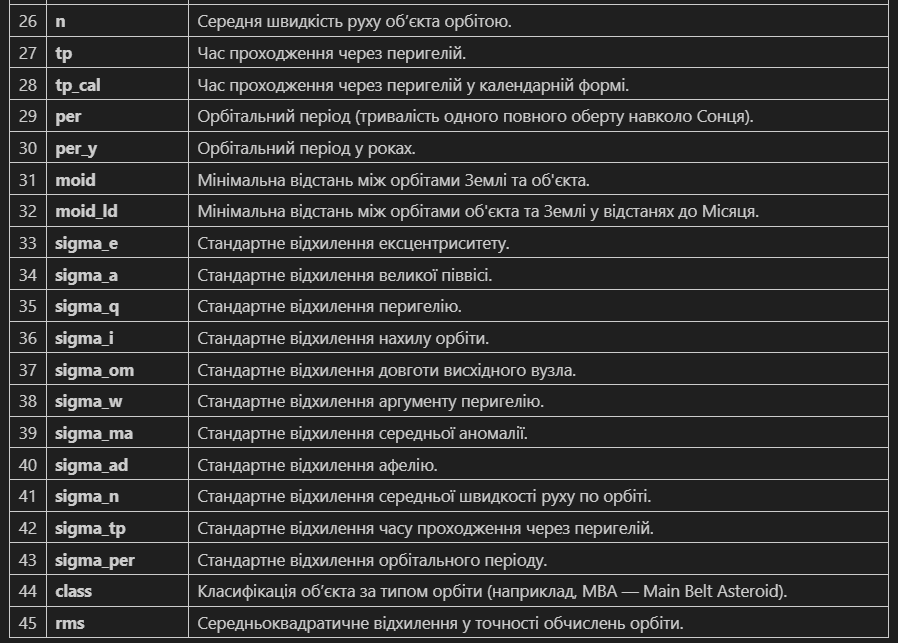 26 n Середня швидкість руху об’єкта орбітою.
27 tp Час проходження через перигелій.
28 tp_cal Час проходження через перигелій у календарній формі.
29 per Орбітальний період (тривалість одного повного оберту навколо Сонця).
30 per_y Орбітальний період у роках.
31 moid Мінімальна відстань між орбітами Землі та об'єкта.
32 moid_ld Мінімальна відстань між орбітами об'єкта та Землі у відстанях до Місяця.
33 sigma_e Стандартне відхилення ексцентриситету.
34 sigma_a Стандартне відхилення великої піввісі.
35 sigma_q Стандартне відхилення перигелію.
36 sigma_i Стандартне відхилення нахилу орбіти.
37 sigma_om Стандартне відхилення довготи висхідного вузла.
38 sigma_w Стандартне відхилення аргументу перигелію.
39 sigma_ma Стандартне відхилення середньої аномалії.
40 sigma_ad Стандартне відхилення афелію.
41 sigma_n Стандартне відхилення середньої швидкості руху по орбіті.
42 sigma_tp Стандартне відхилення часу проходження через перигелій.
43 sigma_per Стандартне відхилення орбітального періоду.
44 class Класифікація об’єкта за типом орбіти (наприклад, MBA — Main Belt Asteroid).
45 rms Середньоквадратичне відхилення у точності обчислень орбіти.